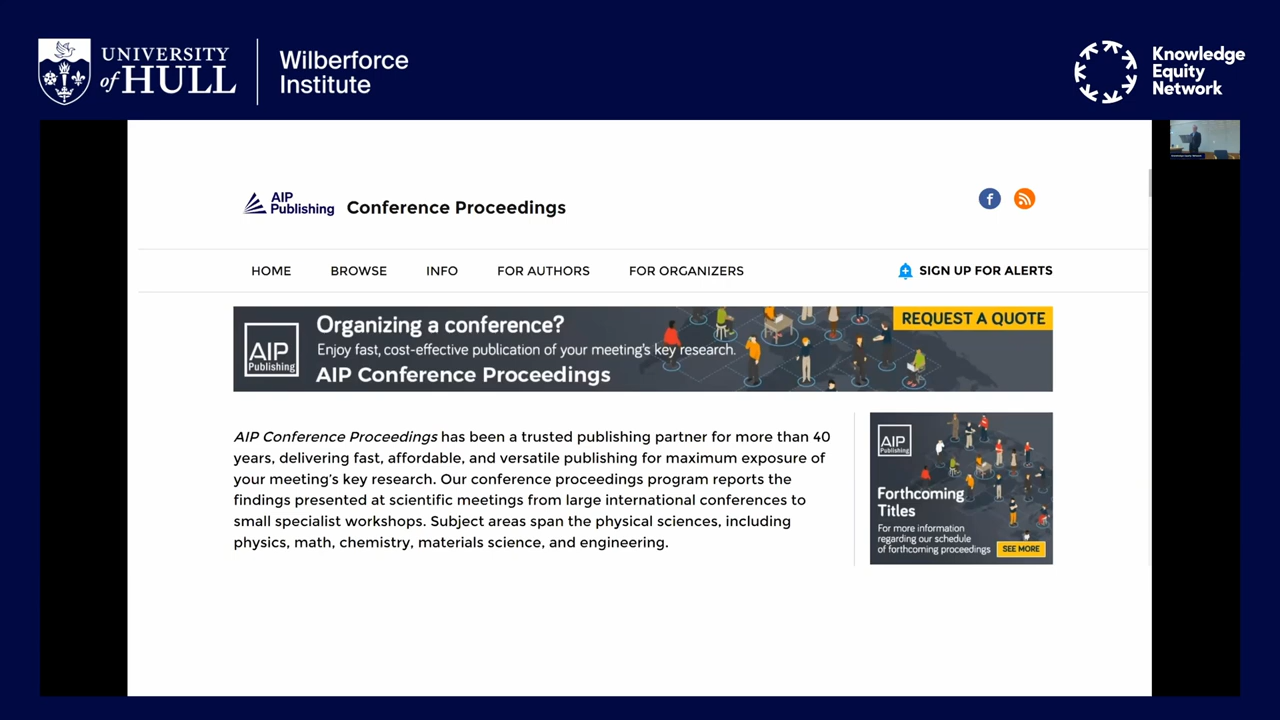 UNIVERSITY
of HULL
Wilberforce
Institute
Knowledge
Equity
Network
AIP
Publishing
Conference Proceedings
f
HOME
BROWSE
INFO
FOR AUTHORS
FOR ORGANIZERS
SIGN UP FOR ALERTS
AIP
Publishing
Organizing a conference?
REQUEST A QUOTE
Enjoy fast, cost-effective publication of your meeting's key research.
AIP Conference Proceedings
AIP Conference Proceedings has been a trusted publishing partner for more than 40
years, delivering fast, affordable, and versatile publishing for maximum exposure of
your meeting's key research. Our conference proceedings program reports the
findings presented at scientific meetings from large international conferences to
small specialist workshops. Subject areas span the physical sciences, including
physics, math, chemistry, materials science, and engineering.
AIP
Publishing
Forthcoming
Titles
For more information
regarding our schedule
of forthcoming proceedings
SEE MORE